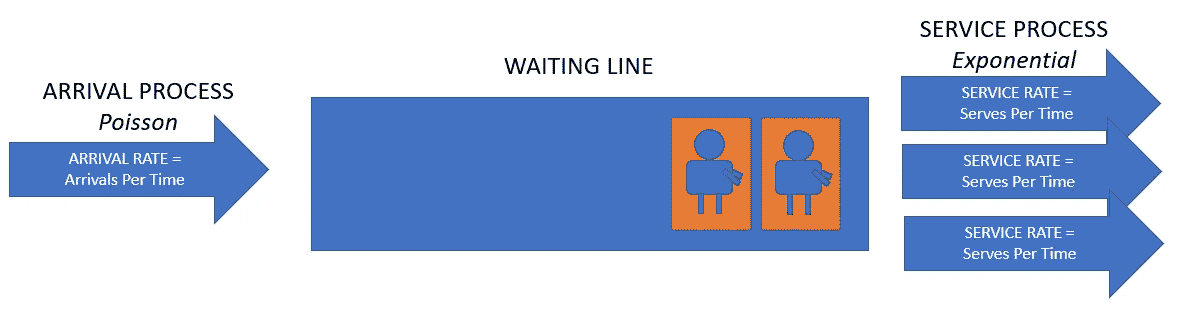 ARRIVAL PROCESS
Poisson
ARRIVAL RATE =
Arrivals Per Time
WAITING LINE
SERVICE PROCESS
Exponential
SERVICE RATE =
Serves Per Time
SERVICE RATE =
Serves Per Time
SERVICE RATE =
Serves Per Time